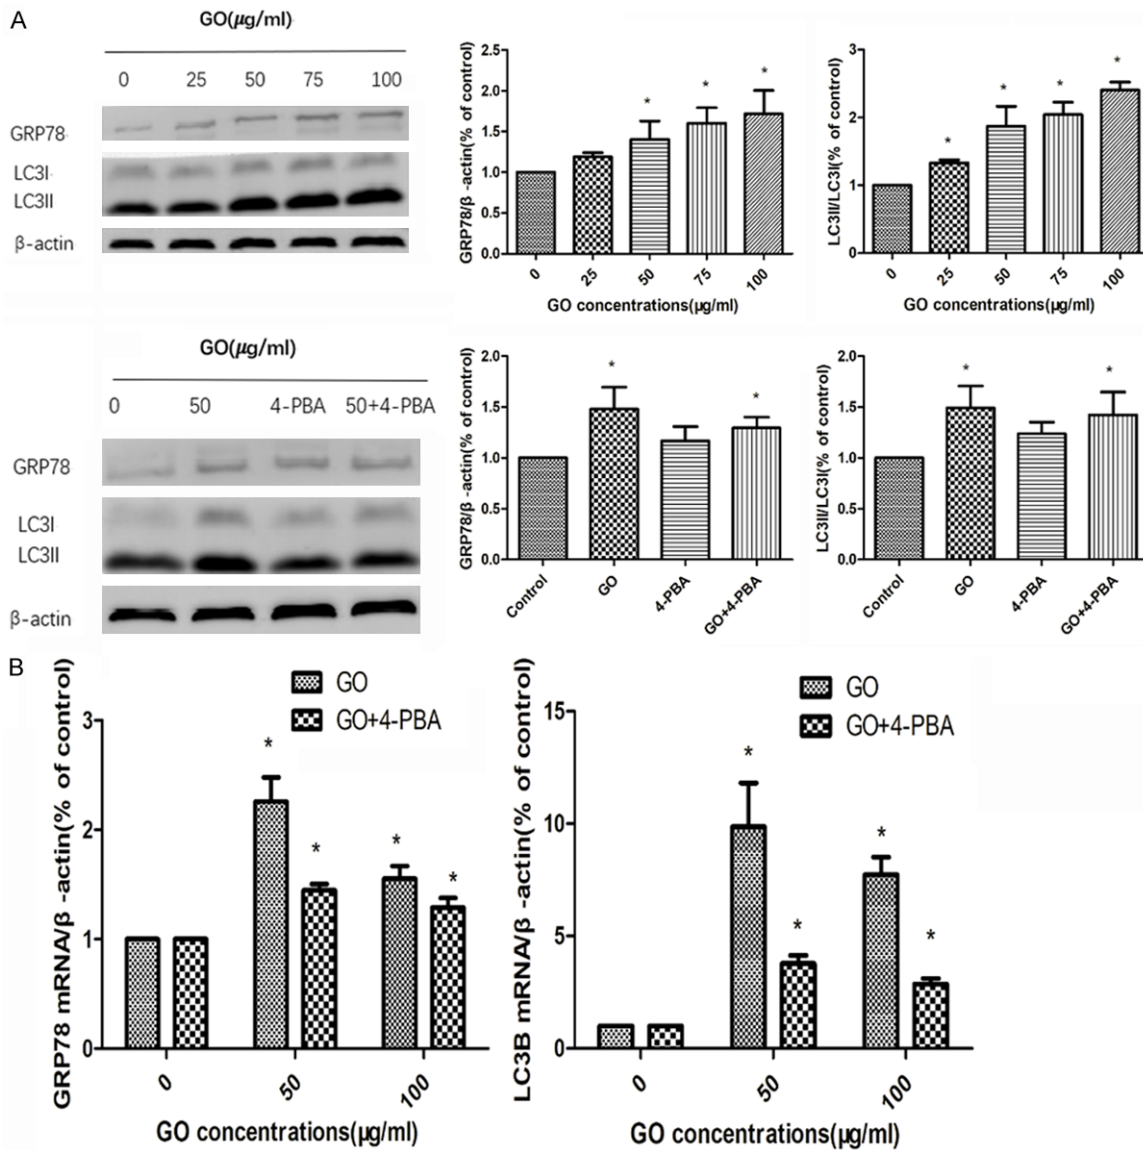 A
GO(μg/ml)
0 25 50 75 100
GRP78
LC3I
LC3II
β-actin
GRP78/β -actin(% of control)
2.5
2.0
1.5
1.0
0.5
0.0
* * *
0 25 50 75 100
GO concentrations(μg/ml)
LC3II/LC3I(% of control)
3
2
1
0
* * * *
0 25 50 75 100
GO concentrations(μg/ml)
GO(μg/ml)
0 50 4-PBA 50+4-PBA
GRP78
LC3I
LC3II
β-actin
GRP78/β -actin(% of control)
2.0
1.5
1.0
0.5
0.0
* *
Control GO 4-PBA GO+4-PBA
LC3II/LC3I(% of control)
2.0
1.5
1.0
0.5
0.0
* *
Control GO 4-PBA GO+4-PBA
B
GRP78 mRNA/β -actin(% of control)
3
2
1
0
GO
GO+4-PBA
* * * *
0 50 100
GO concentrations(μg/ml)
LC3B mRNA/β -actin(% of control)
15
10
5
0
GO
GO+4-PBA
* * * *
0 50 100
GO concentrations(μg/ml)